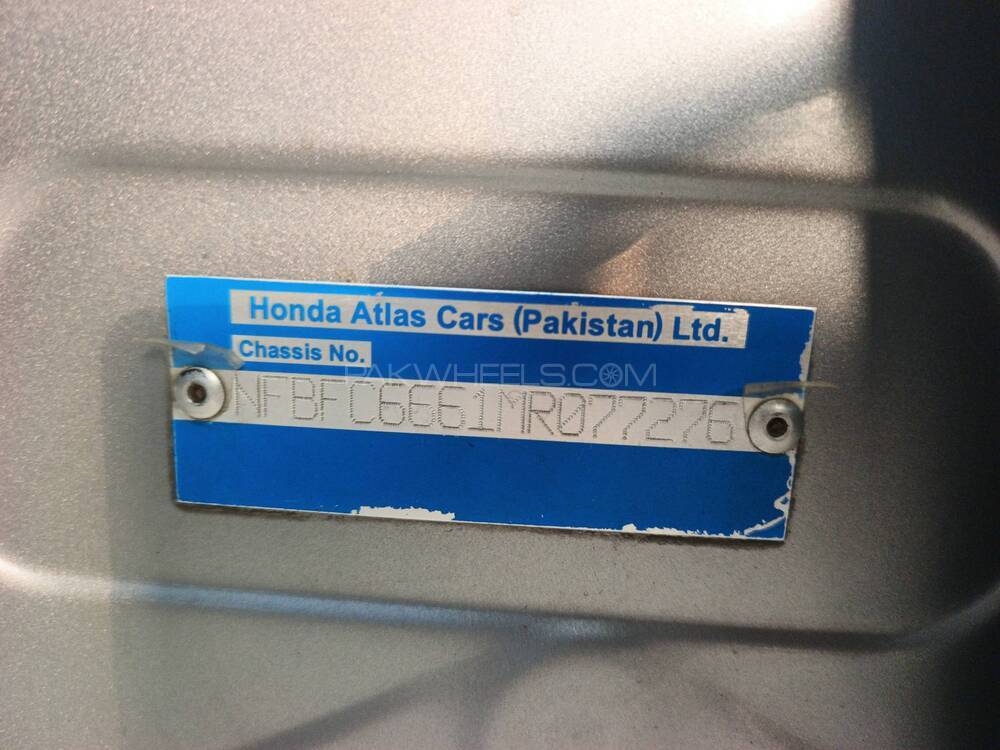 Honda Atlas Cars (Pakistan) Ltd.
Chassis No.
PAKWHEELS.COM
NFBFC6661MR077276